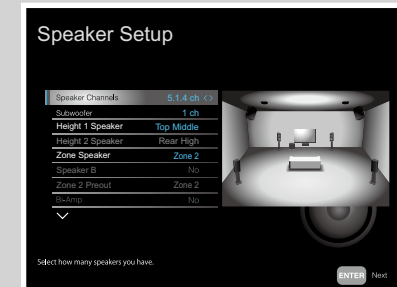 Speaker Setup
Speaker Channels 5.1.4 ch < >
Subwoofer 1 ch
Height 1 Speaker Top Middle
Height 2 Speaker Rear High
Zone Speaker Zone 2
Speaker B No
Zone 2 Preout Zone 2
Bi-Amp No
Select how many speakers you have.
ENTER Next